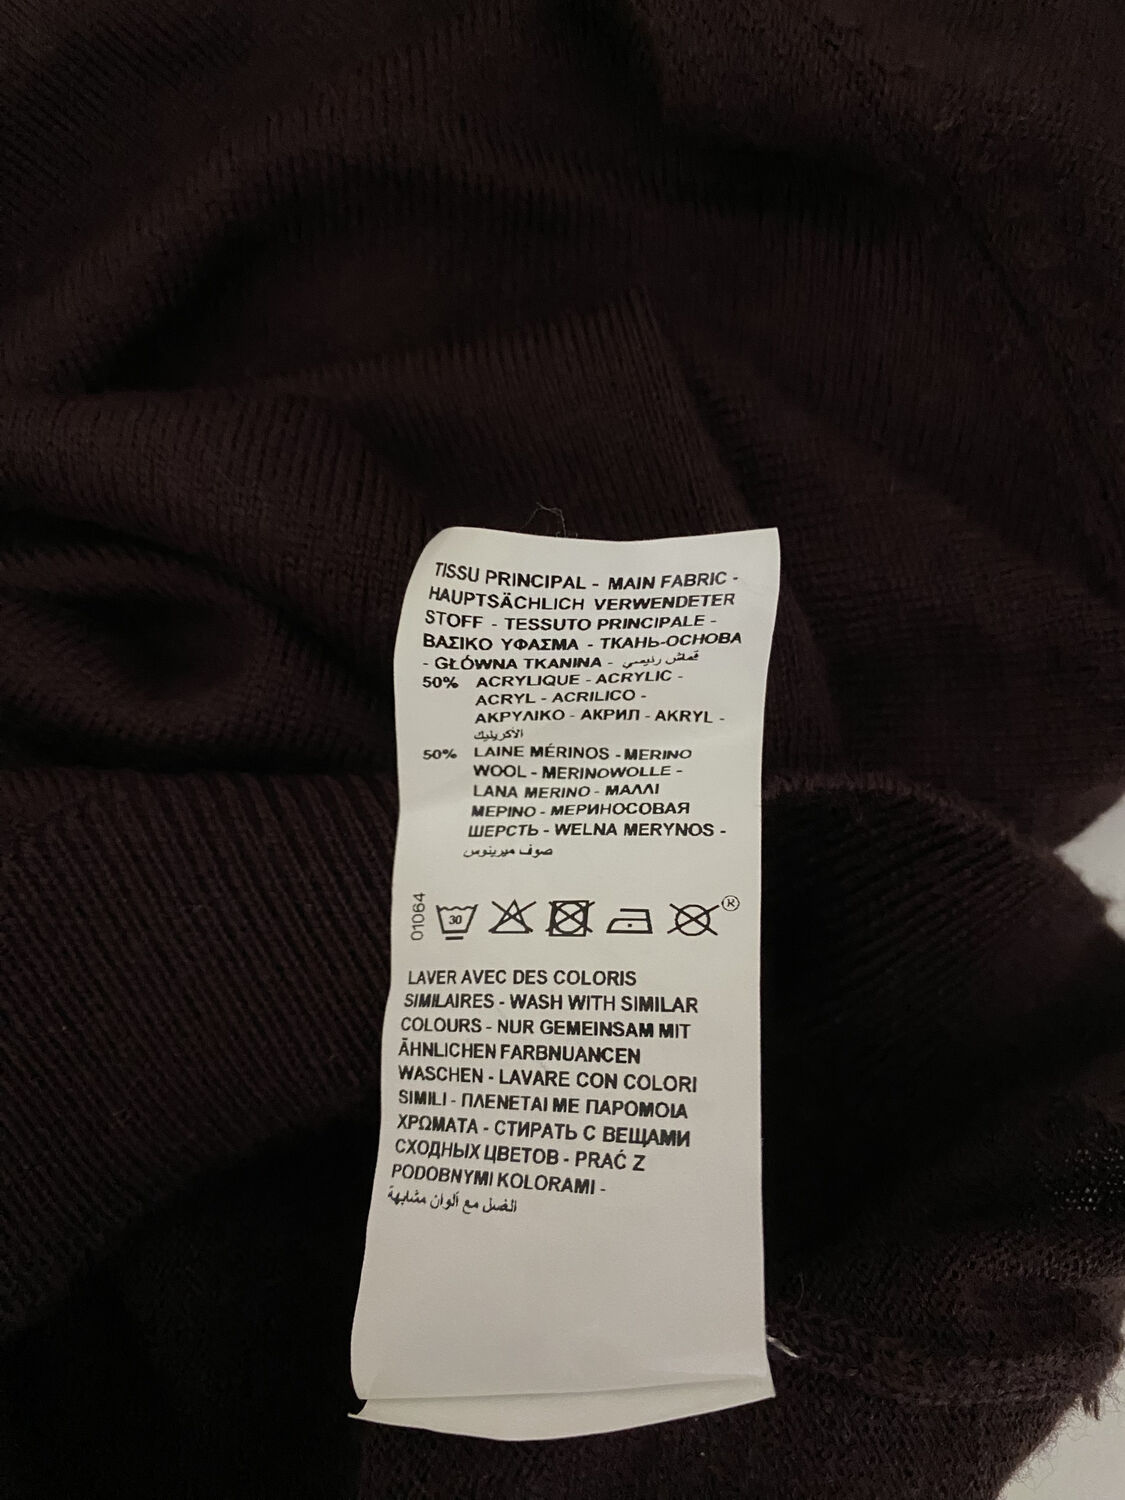 TISSU PRINCIPAL - MAIN FABRIC -
HAUPTSÄCHLICH VERWENDETER
STOFF - TESSUTO PRINCIPALE -
ΒΑΣΙΚΟ ΥΦΑΣΜΑ - ТКАНЬ-ОСНОВА
- GŁÓWNA TKANINA - قماش رئيسي
50% ACRYLIQUE - ACRYLIC -
ACRYL - ACRILICO -
ΑΚΡΥΛΙΚΟ - АКРИЛ - AKRYL -
الأكريليك
50% LAINE MÉRINOS - MERINO
WOOL - MERINOWOLLE -
LANA MERINO - ΜΑΛΛΙ
ΜΕΡΙΝΟ - МЕРИНОСОВАЯ
ШЕРСТЬ - WELNA MERYNOS -
صوف ميرينوس
01064
30 ®
LAVER AVEC DES COLORIS
SIMILAIRES - WASH WITH SIMILAR
COLOURS - NUR GEMEINSAM MIT
ÄHNLICHEN FARBNUANCEN
WASCHEN - LAVARE CON COLORI
SIMILI - ΠΛΕΝΕΤΑΙ ΜΕ ΠΑΡΟΜΟΙΑ
ΧΡΩΜΑΤΑ - СТИРАТЬ С ВЕЩАМИ
СХОДНЫХ ЦВЕТОВ - PRAĆ Z
PODOBNYMI KOLORAMI -
الغسل مع ألوان مشابهة